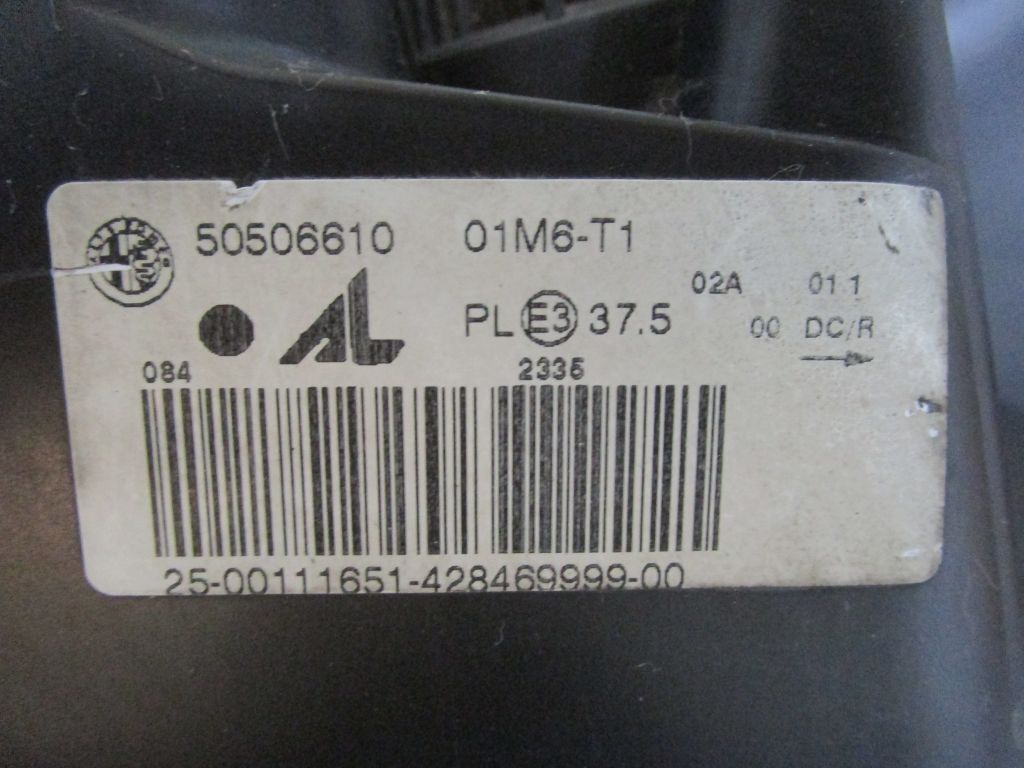 50506610 01M6-T1
AL PL E3 37.5 02A 01 1
00 DC/R
084 2335
25-00111651-428469999-00